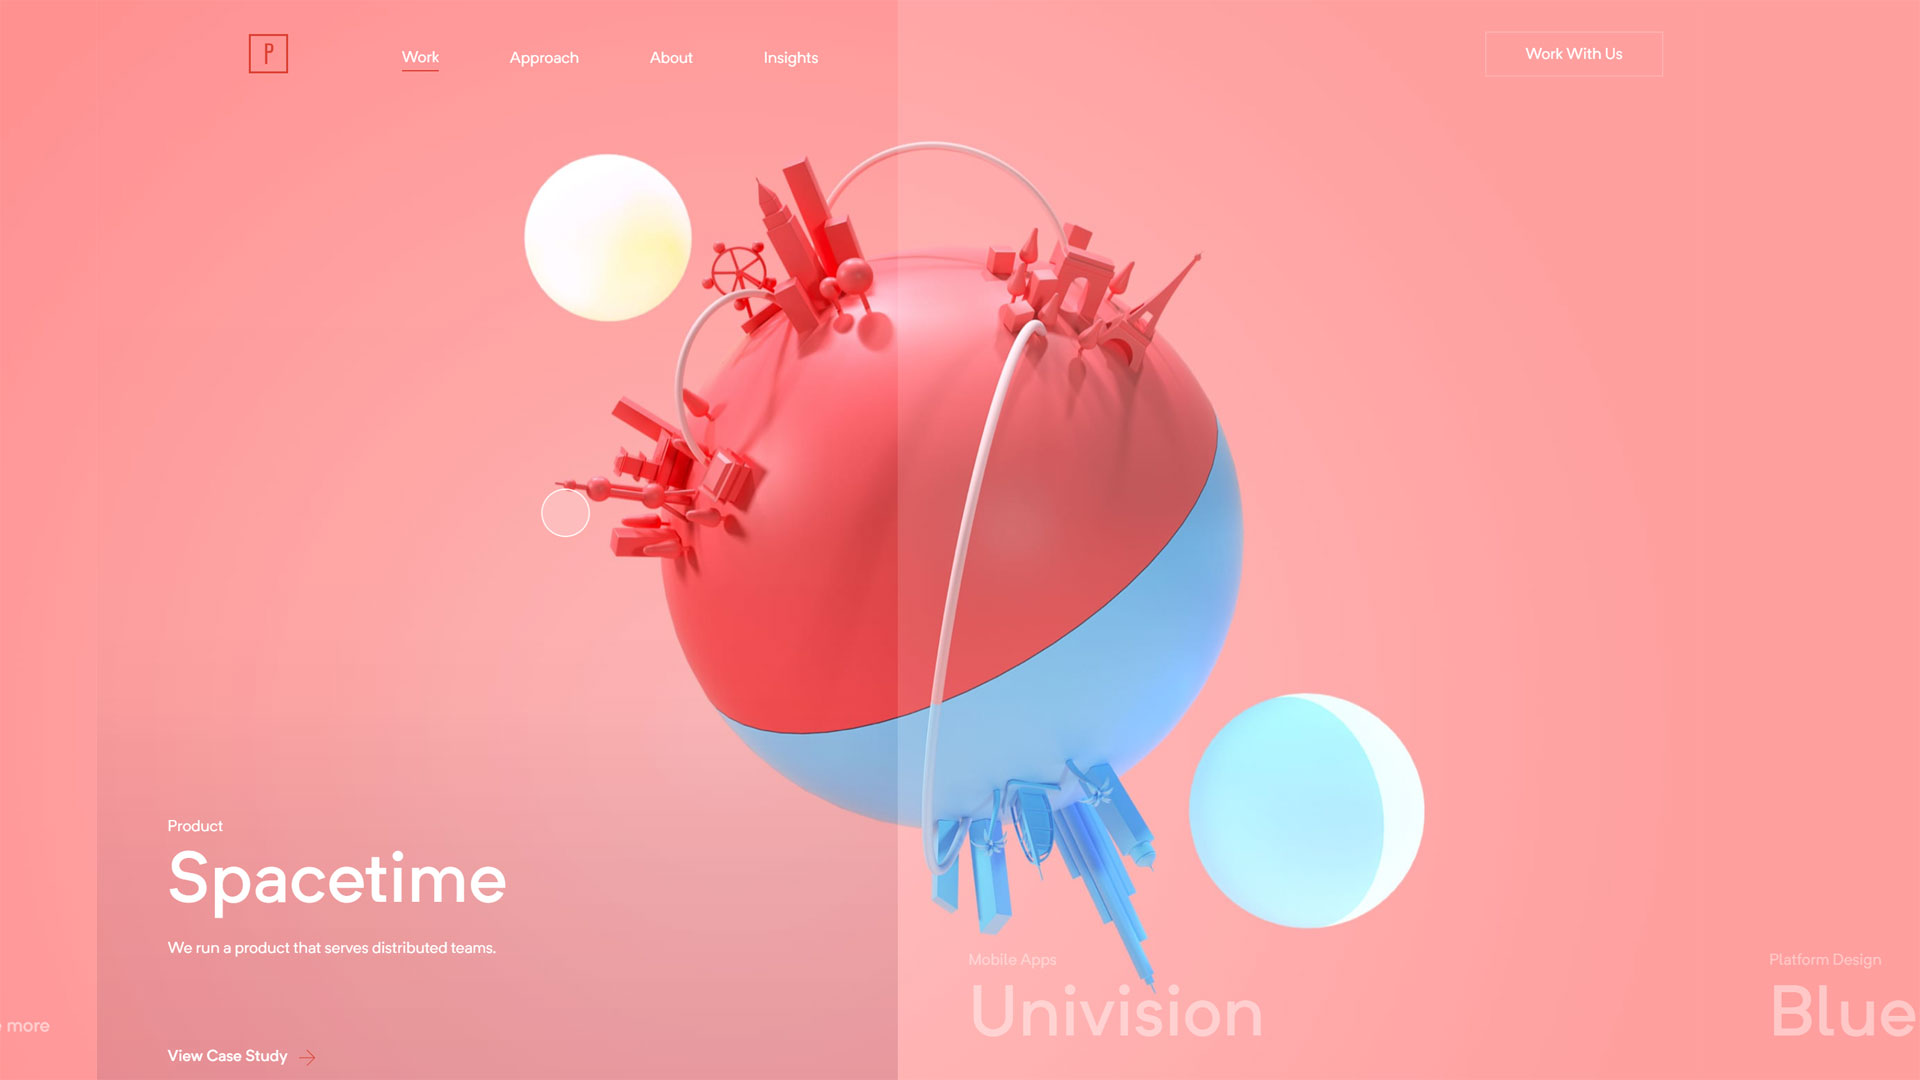 P
Work
Approach
About
Insights
Work With Us
Product
Spacetime
We run a product that serves distributed teams.
View Case Study
Mobile Apps
Univision
Platform Design
Blue
more